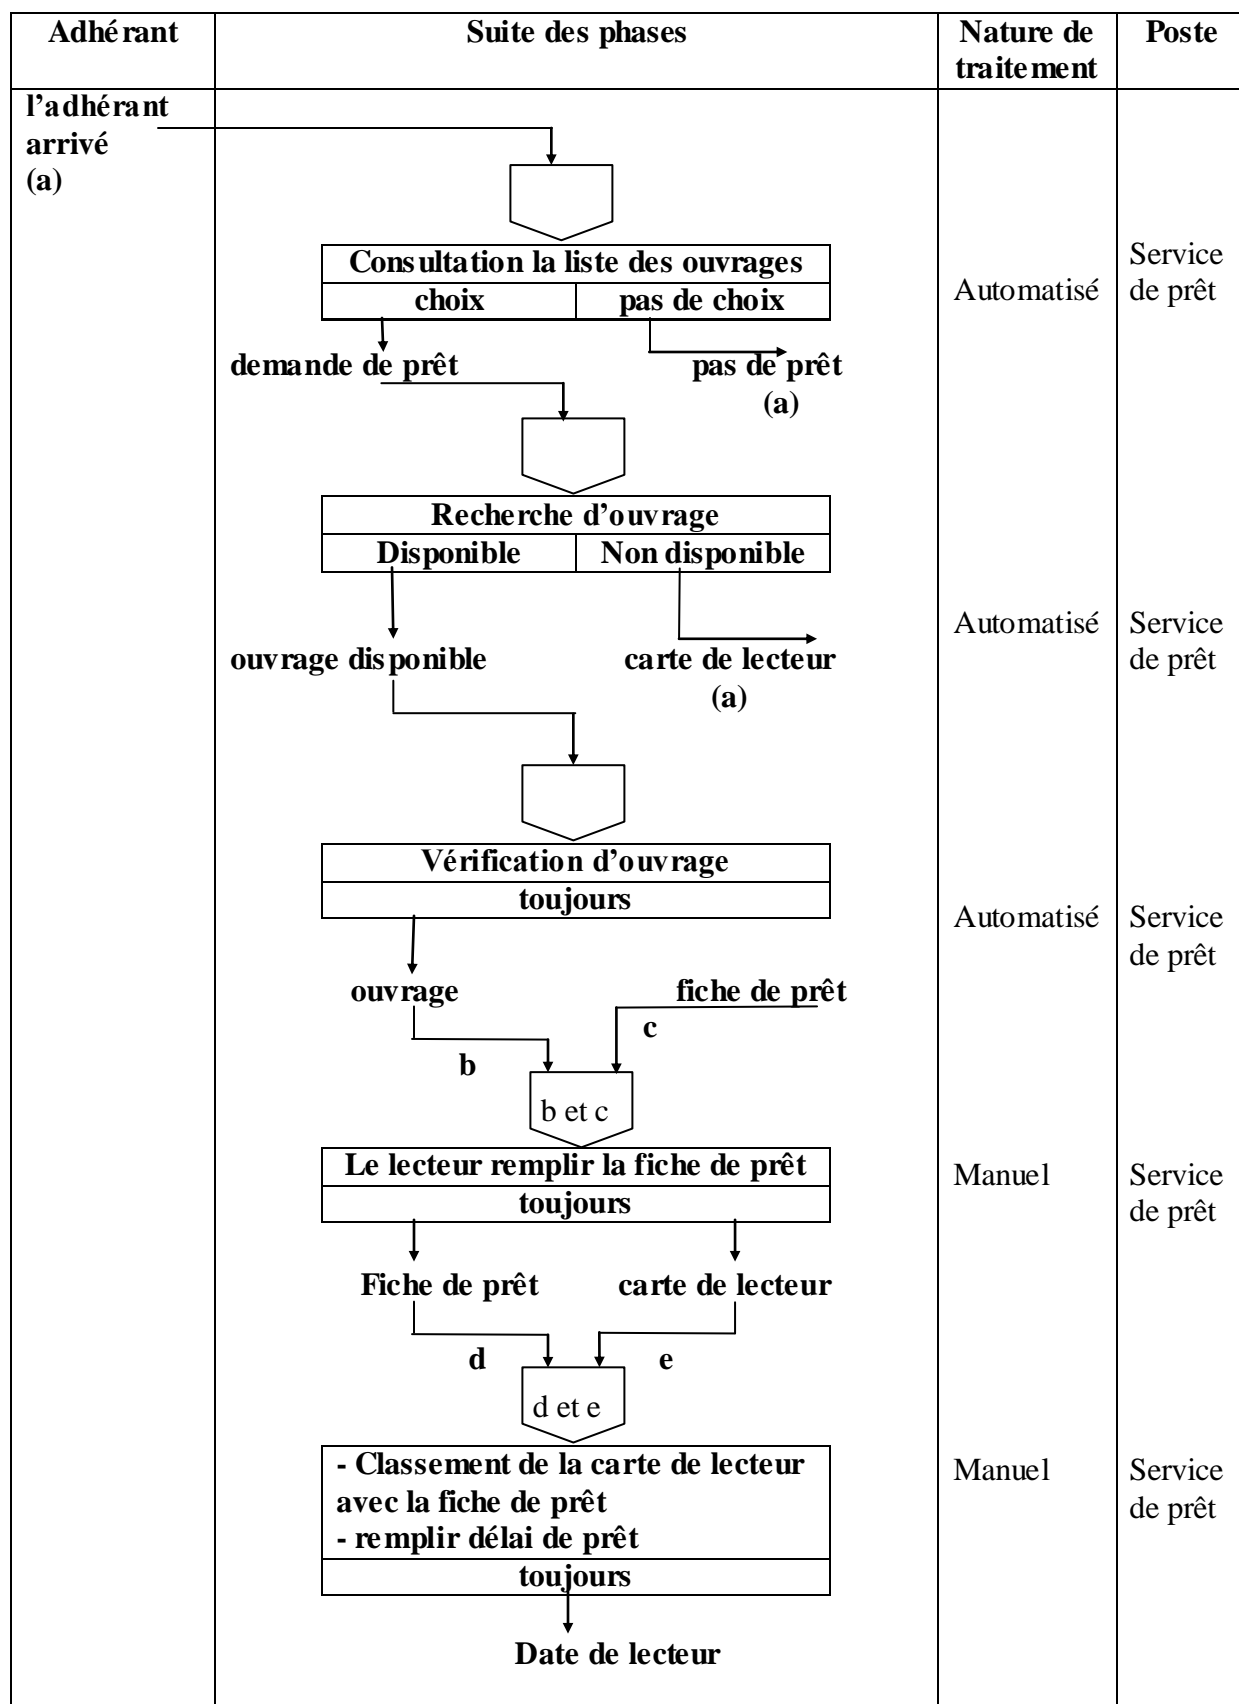 Adhérant
Suite des phases
Nature de
traitement
Poste
l'adhérant
arrivé
(a)
Consultation la liste des ouvrages
choix
pas de choix
Automatisé
Service
de prêt
demande de prêt
pas de prêt
(a)
Recherche d'ouvrage
Disponible
Non disponible
Automatisé
Service
de prêt
ouvrage disponible
carte de lecteur
(a)
Vérification d'ouvrage
toujours
Automatisé
Service
de prêt
ouvrage
fiche de prêt
c
b
b et c
Le lecteur remplir la fiche de prêt
toujours
Manuel
Service
de prêt
Fiche de prêt
carte de lecteur
d
e
d et e
- Classement de la carte de lecteur
avec la fiche de prêt
- remplir délai de prêt
toujours
Manuel
Service
de prêt
Date de lecteur